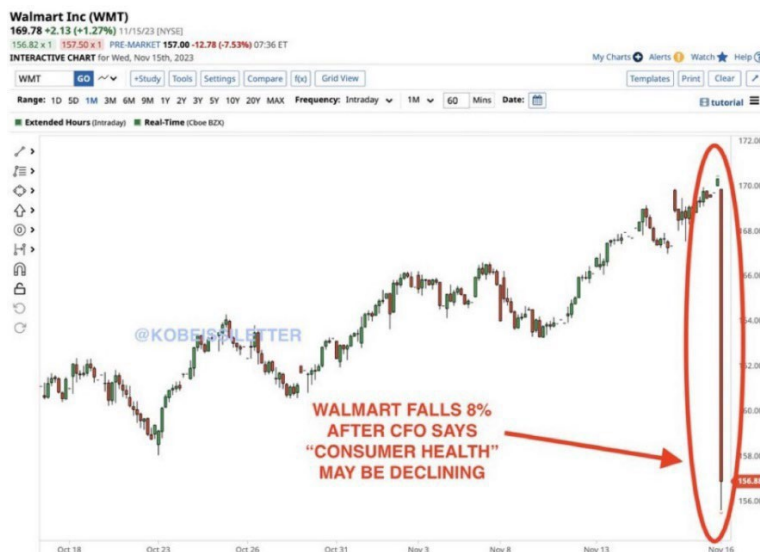 Walmart Inc (WMT)
169.78 +2.13 (+1.27%) 11/15/23 [NYSE]
156.82 x 1 157.50 x 1 PRE-MARKET 157.00 -12.78 (-7.53%) 07:36 ET
INTERACTIVE CHART for Wed, Nov 15th, 2023
My Charts Alerts Watch Help
WMT GO +Study Tools Settings Compare f(x) Grid View Templates Print Clear
Range: 1D 5D 1M 3M 6M 9M 1Y 2Y 3Y 5Y 10Y 20Y MAX Frequency: Intraday 1M 60 Mins Date:
tutorial
Extended Hours (Intraday) Real-Time (Cboe BZX)
172.00
170.00
168.00
166.00
164.00
@KOBEISSILETTER
162.00
160.00
WALMART FALLS 8%
AFTER CFO SAYS
"CONSUMER HEALTH"
MAY BE DECLINING
158.00
156.88
156.00
Oct 18 Oct 23 Oct 26 Oct 31 Nov 3 Nov 8 Nov 13 Nov 16